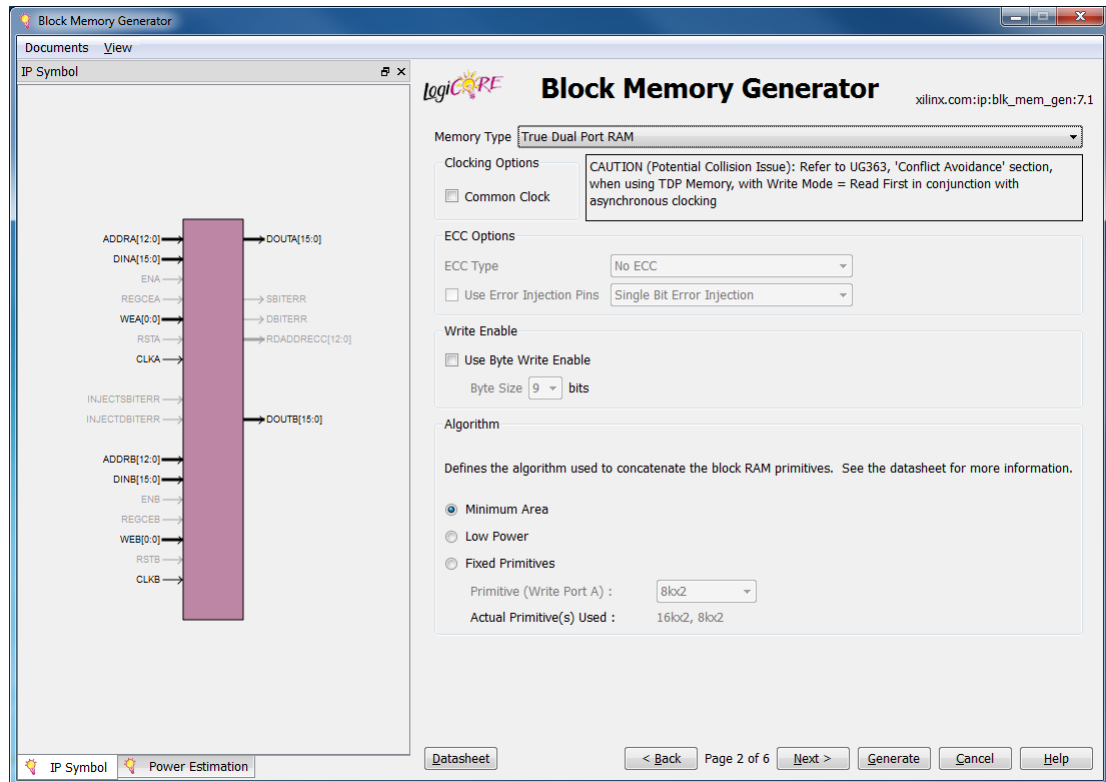 Block Memory Generator
Documents View
IP Symbol
ADDRA[12:0]
DINA[15:0]
ENA
REGCEA
WEA[0:0]
RSTA
CLKA
INJECTSBITERR
INJECTDBITERR
ADDRB[12:0]
DINB[15:0]
ENB
REGCEB
WEB[0:0]
RSTB
CLKB
DOUTA[15:0]
SBITERR
DBITERR
RDADDRECC[12:0]
DOUTB[15:0]
IP Symbol Power Estimation
LogiCORE
Block Memory Generator
xilinx.com:ip:blk_mem_gen:7.1
Memory Type True Dual Port RAM
Clocking Options
Common Clock
CAUTION (Potential Collision Issue): Refer to UG363, 'Conflict Avoidance' section,
when using TDP Memory, with Write Mode = Read First in conjunction with
asynchronous clocking
ECC Options
ECC Type No ECC
Use Error Injection Pins Single Bit Error Injection
Write Enable
Use Byte Write Enable
Byte Size 9 bits
Algorithm
Defines the algorithm used to concatenate the block RAM primitives. See the datasheet for more information.
Minimum Area
Low Power
Fixed Primitives
Primitive (Write Port A) : 8kx2
Actual Primitive(s) Used : 16kx2, 8kx2
Datasheet < Back Page 2 of 6 Next > Generate Cancel Help